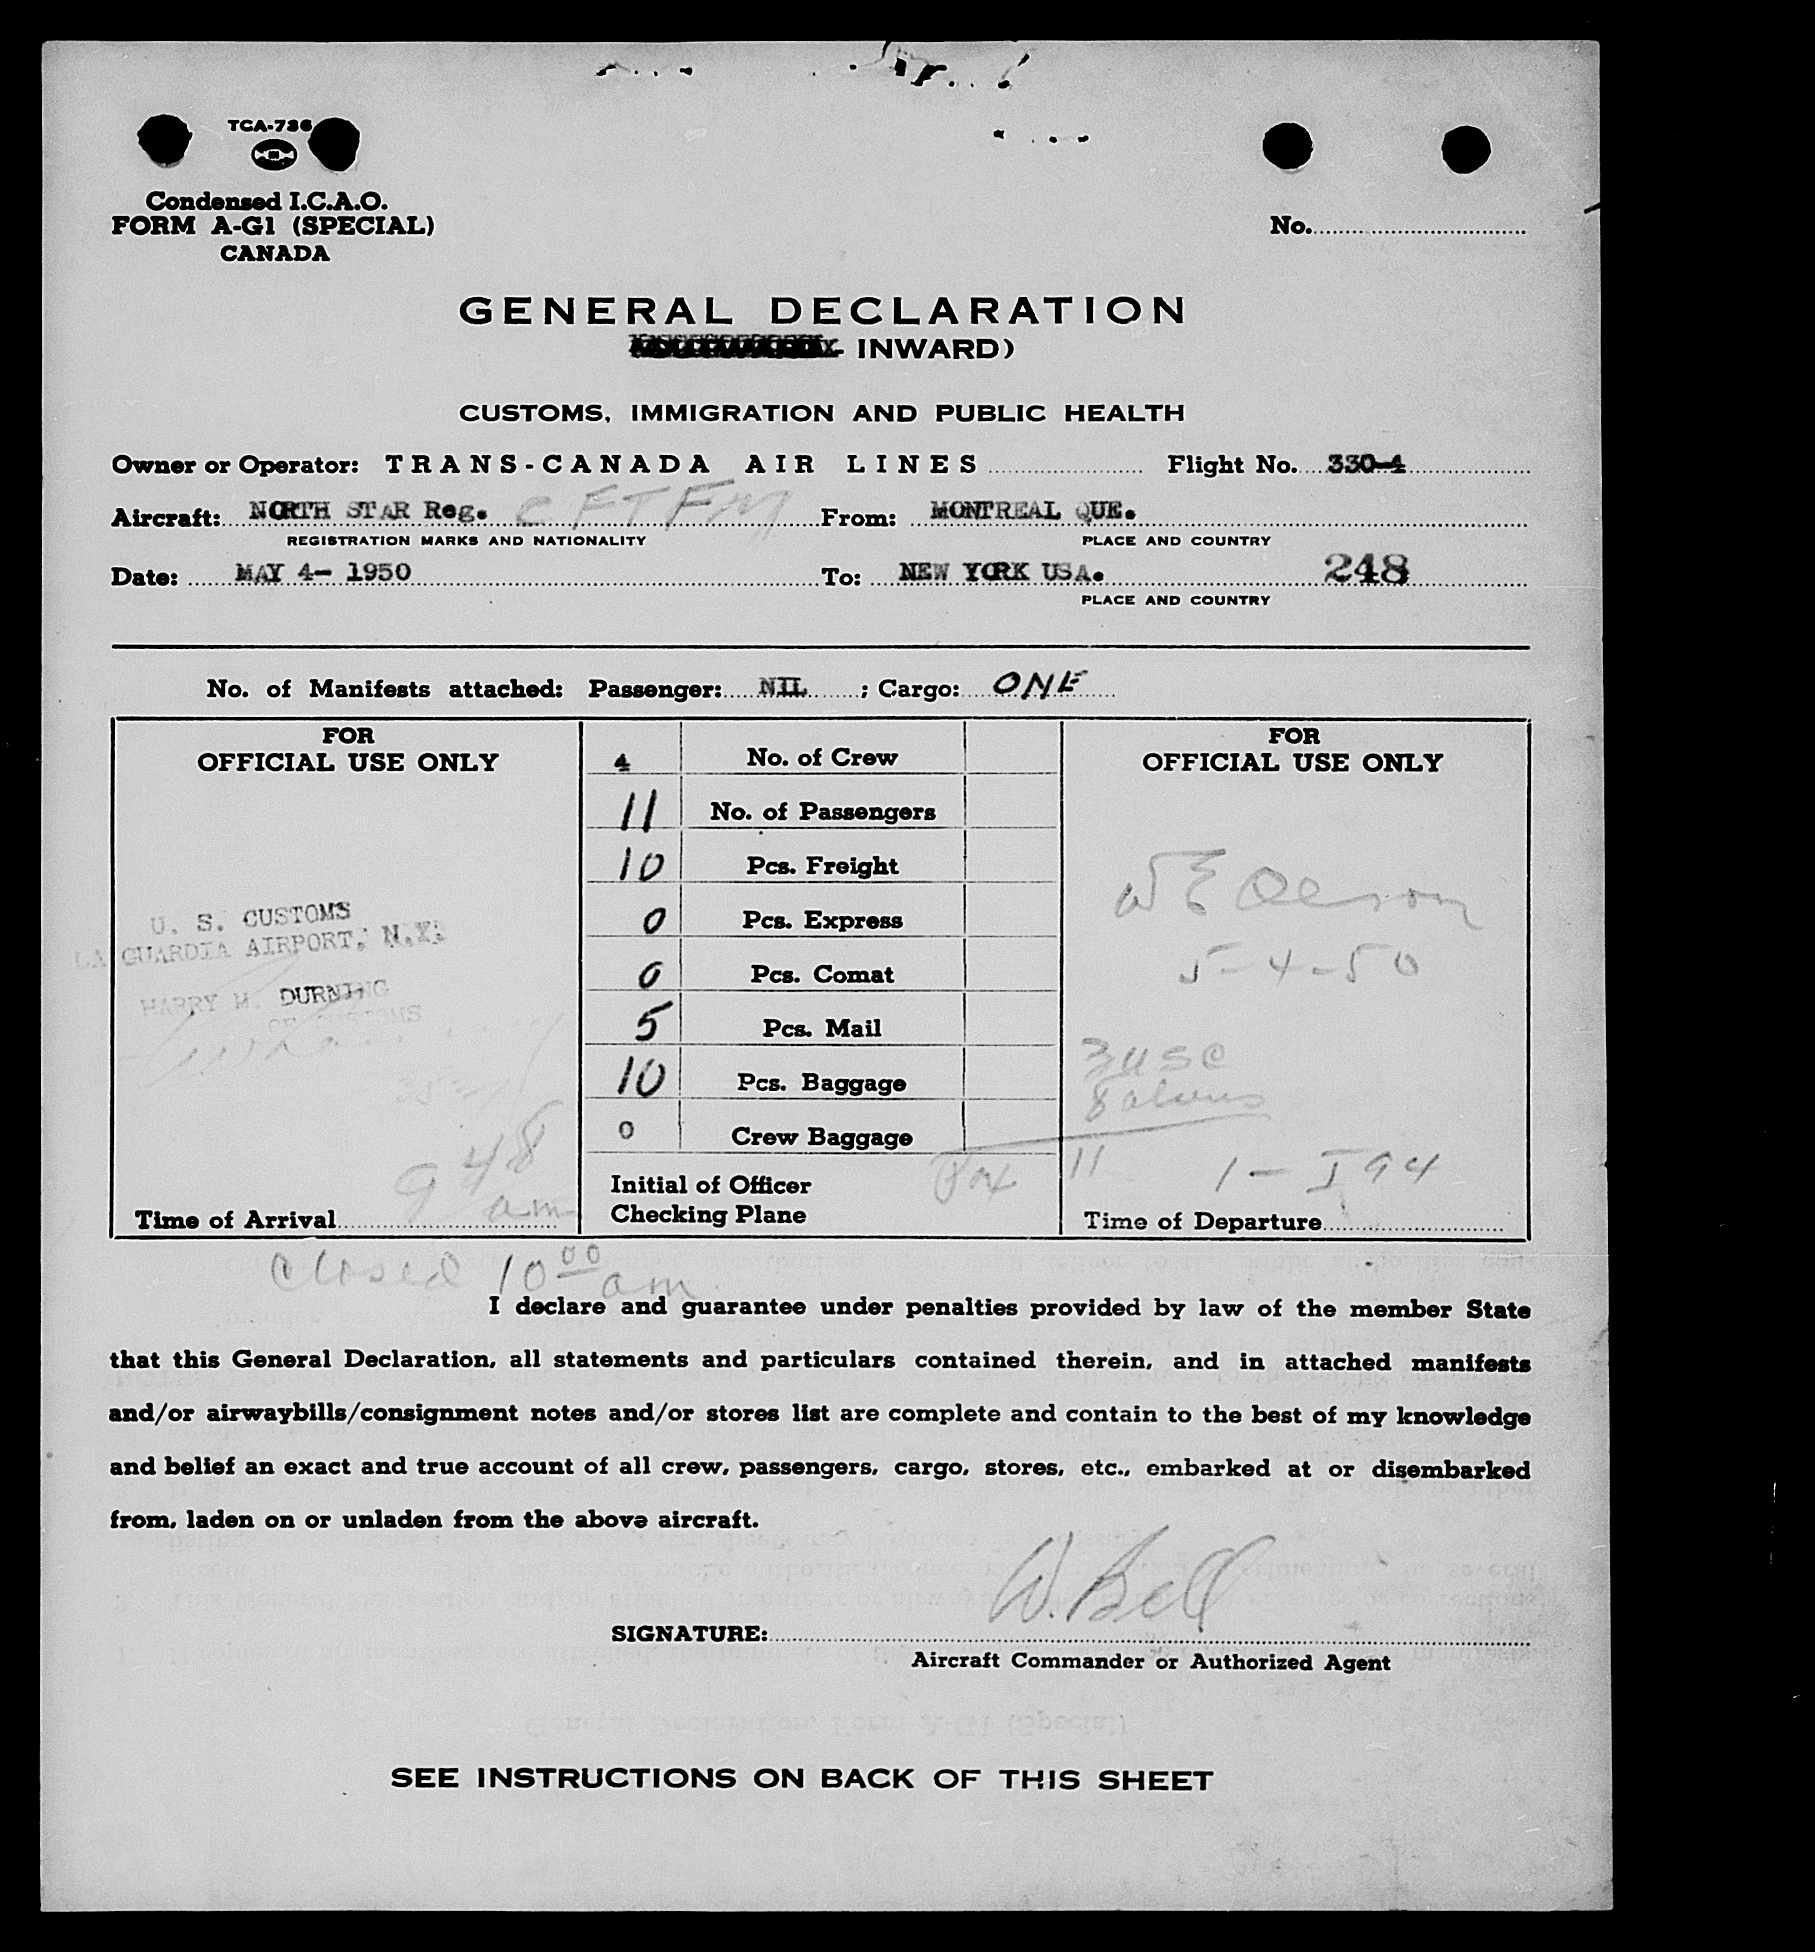 TCA-736
Condensed I.C.A.O.
FORM A-G1 (SPECIAL)
CANADA
No.
GENERAL DECLARATION
INWARD)
CUSTOMS, IMMIGRATION AND PUBLIC HEALTH
Owner or Operator: TRANS-CANADA AIR LINES Flight No. 330-4
Aircraft: NORTH STAR Reg. CFTFM From: MONTREAL QUE.
REGISTRATION MARKS AND NATIONALITY PLACE AND COUNTRY
Date: MAY 4- 1950 To: NEW YORK USA. 248
PLACE AND COUNTRY
No. of Manifests attached: Passenger: NIL ; Cargo: ONE
FOR
OFFICIAL USE ONLY
U. S. CUSTOMS
LA GUARDIA AIRPORT, N.Y.
HARRY M. DURNING
OF CUSTOMS
9 48
am
Time of Arrival
4 No. of Crew
11 No. of Passengers
10 Pcs. Freight
0 Pcs. Express
0 Pcs. Comat
5 Pcs. Mail
10 Pcs. Baggage
0 Crew Baggage
Initial of Officer
Checking Plane
FOR
OFFICIAL USE ONLY
W E Olson
5-4-50
3 USC
8 aliens
Pax 11 1 - I 94
Time of Departure
Closed 10 00 am
I declare and guarantee under penalties provided by law of the member State
that this General Declaration, all statements and particulars contained therein, and in attached manifests
and/or airwaybills/consignment notes and/or stores list are complete and contain to the best of my knowledge
and belief an exact and true account of all crew, passengers, cargo, stores, etc., embarked at or disembarked
from, laden on or unladen from the above aircraft.
SIGNATURE: W. Bell
Aircraft Commander or Authorized Agent
SEE INSTRUCTIONS ON BACK OF THIS SHEET